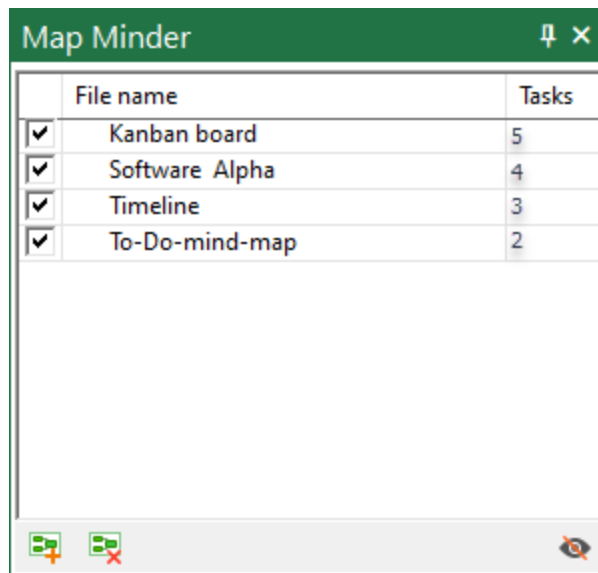 Map Minder
File name Tasks
Kanban board 5
Software Alpha 4
Timeline 3
To-Do-mind-map 2